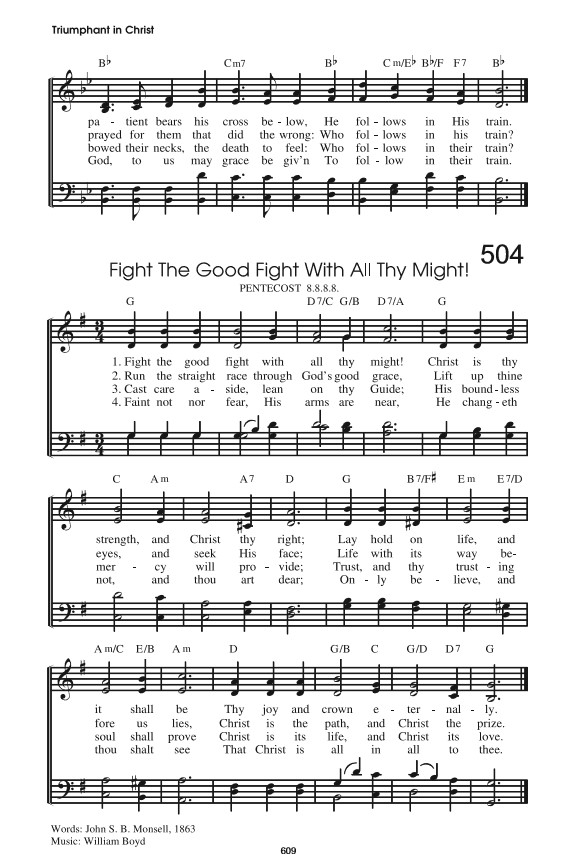 Triumphant in Christ
B♭ Cm7 B♭ Cm/E♭ B♭/F F7 B♭
pa - tient bears his cross be - low, He fol - lows in His train.
prayed for them that did the wrong: Who fol - lows in his train?
bowed their necks, the death to feel: Who fol - lows in their train?
God, to us may grace be giv'n To fol - low in their train.
504
Fight The Good Fight With All Thy Might!
PENTECOST 8.8.8.8.
G D7/C G/B D7/A G
1. Fight the good fight with all thy might! Christ is thy
2. Run the straight race through God's good grace, Lift up thine
3. Cast care a - side, lean on thy Guide; His bound - less
4. Faint not nor fear, His arms are near, He chang - eth
C Am A7 D G B7/F♯ Em E7/D
strength, and Christ thy right; Lay hold on life, and
eyes, and seek His face; Life with its way be-
mer - cy will pro - vide; Trust, and thy trust - ing
not, and thou art dear; On - ly be - lieve, and
Am/C E/B Am D G/B C G/D D7 G
it shall be Thy joy and crown e - ter - nal - ly.
fore us lies, Christ is the path, and Christ the prize.
soul shall prove Christ is its life, and Christ its love.
thou shalt see That Christ is all in all to thee.
Words: John S. B. Monsell, 1863
Music: William Boyd
609